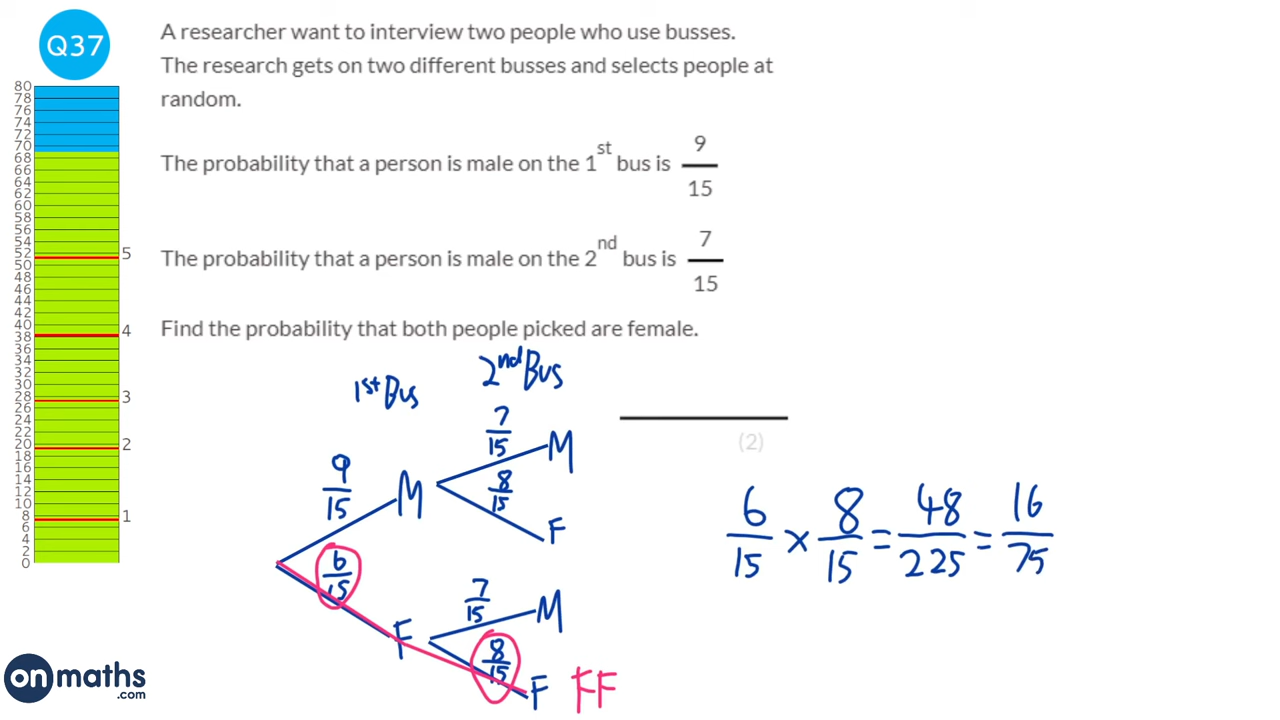 Q37
A researcher want to interview two people who use busses.
The research gets on two different busses and selects people at
random.
The probability that a person is male on the 1st bus is 9/15
The probability that a person is male on the 2nd bus is 7/15
Find the probability that both people picked are female.
(2)
80
78
76
74
72
70
68
66
64
62
60
58
56
54
52
50
48
46
44
42
40
38
36
34
32
30
28
26
24
22
20
18
16
14
12
10
8
6
4
2
0
5
4
3
2
1
1st Bus
2nd Bus
9/15 M
7/15 M
8/15 F
6/15 F
7/15 M
8/15 F FF
6/15 × 8/15 = 48/225 = 16/75
onmaths
.com